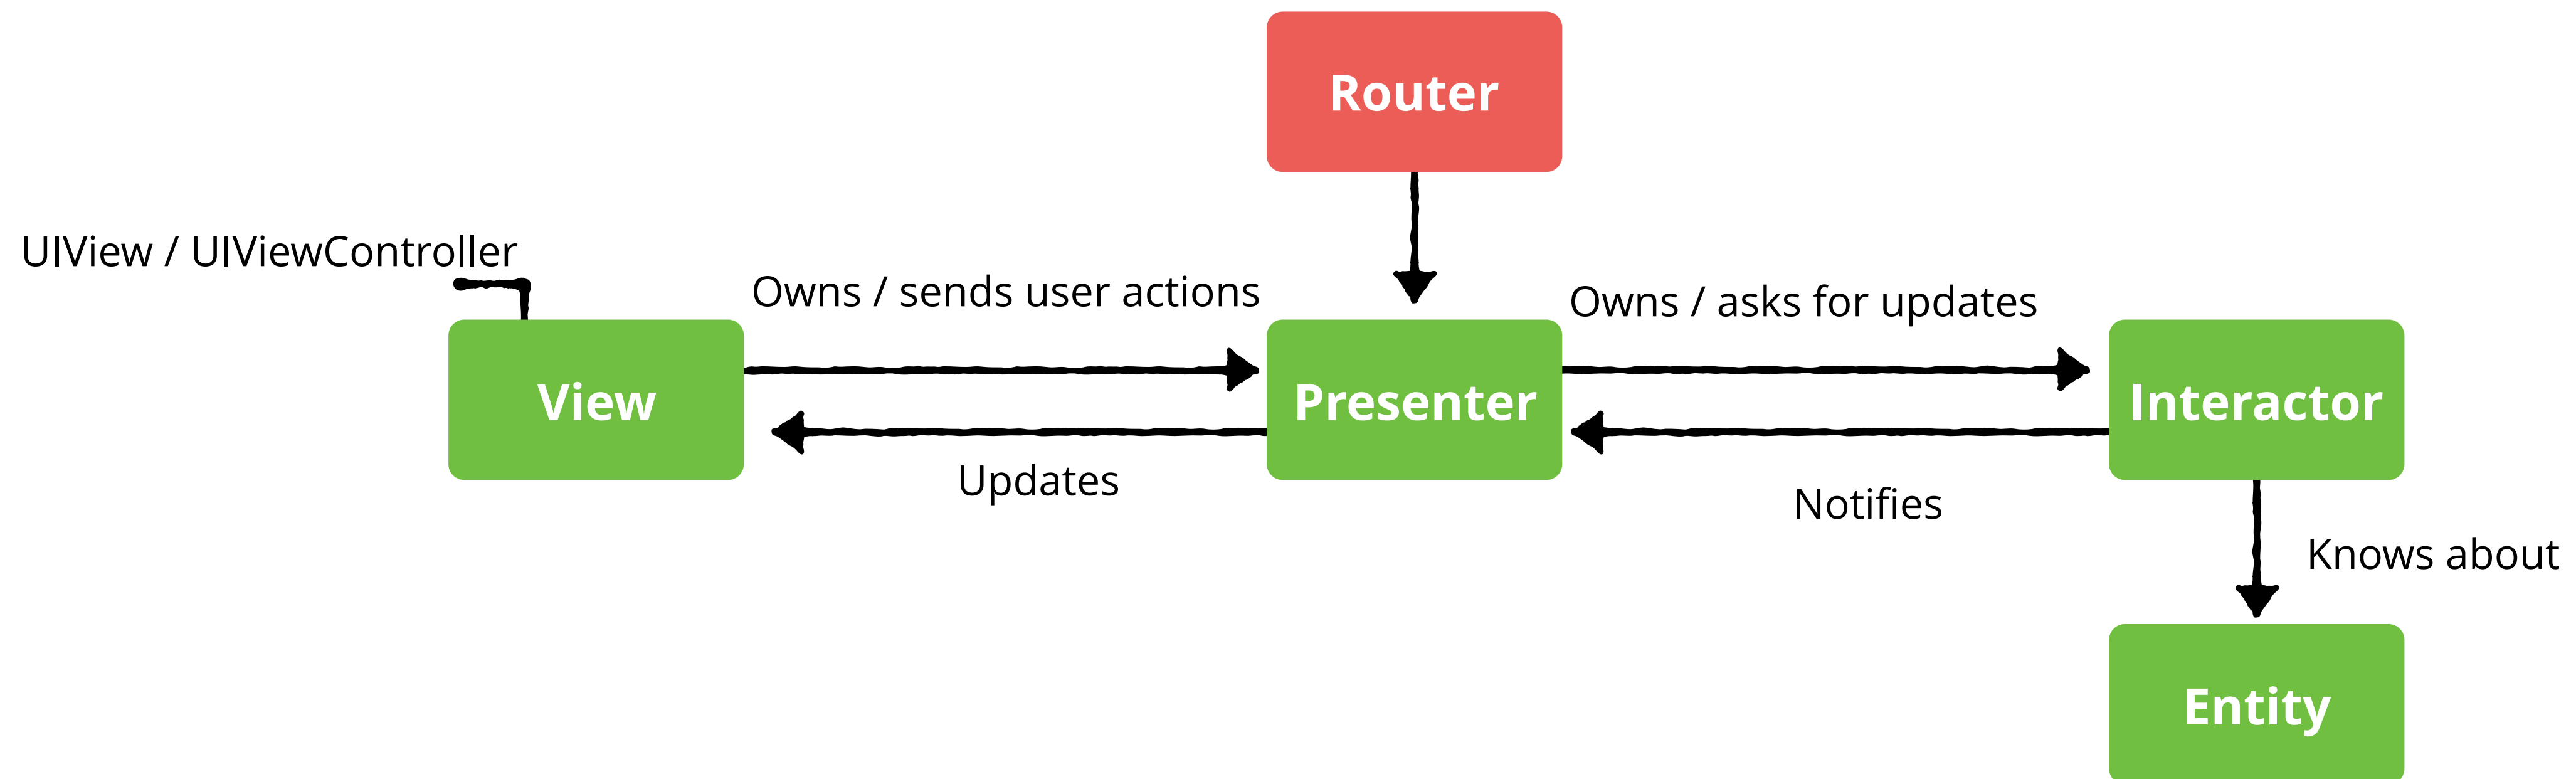 Router
UIView / UIViewController
Owns / sends user actions
Owns / asks for updates
View
Presenter
Interactor
Updates
Notifies
Knows about
Entity